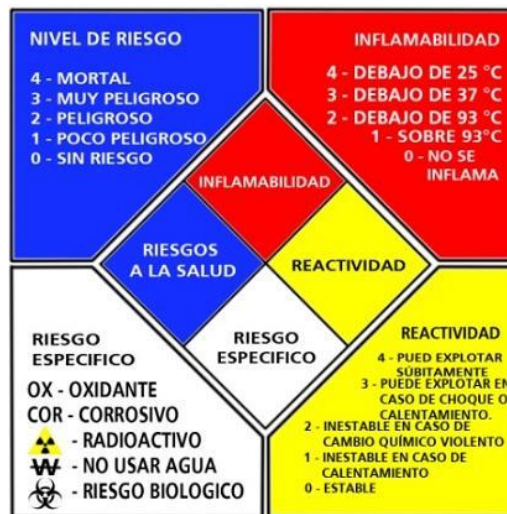 NIVEL DE RIESGO
4 - MORTAL
3 - MUY PELIGROSO
2 - PELIGROSO
1 - POCO PELIGROSO
0 - SIN RIESGO
INFLAMABILIDAD
4 - DEBAJO DE 25 °C
3 - DEBAJO DE 37 °C
2 - DEBAJO DE 93 °C
1 - SOBRE 93°C
0 - NO SE
INFLAMA
INFLAMABILIDAD
RIESGOS
A LA SALUD
REACTIVIDAD
RIESGO
ESPECIFICO
RIESGO
ESPECIFICO
OX - OXIDANTE
COR - CORROSIVO
- RADIOACTIVO
W - NO USAR AGUA
- RIESGO BIOLOGICO
REACTIVIDAD
4 - PUED EXPLOTAR
SÚBITAMENTE
3 - PUEDE EXPLOTAR EN
CASO DE CHOQUE O
CALENTAMIENTO.
2 - INESTABLE EN CASO DE
CAMBIO QUÍMICO VIOLENTO
1 - INESTABLE EN CASO DE
CALENTAMIENTO
0 - ESTABLE